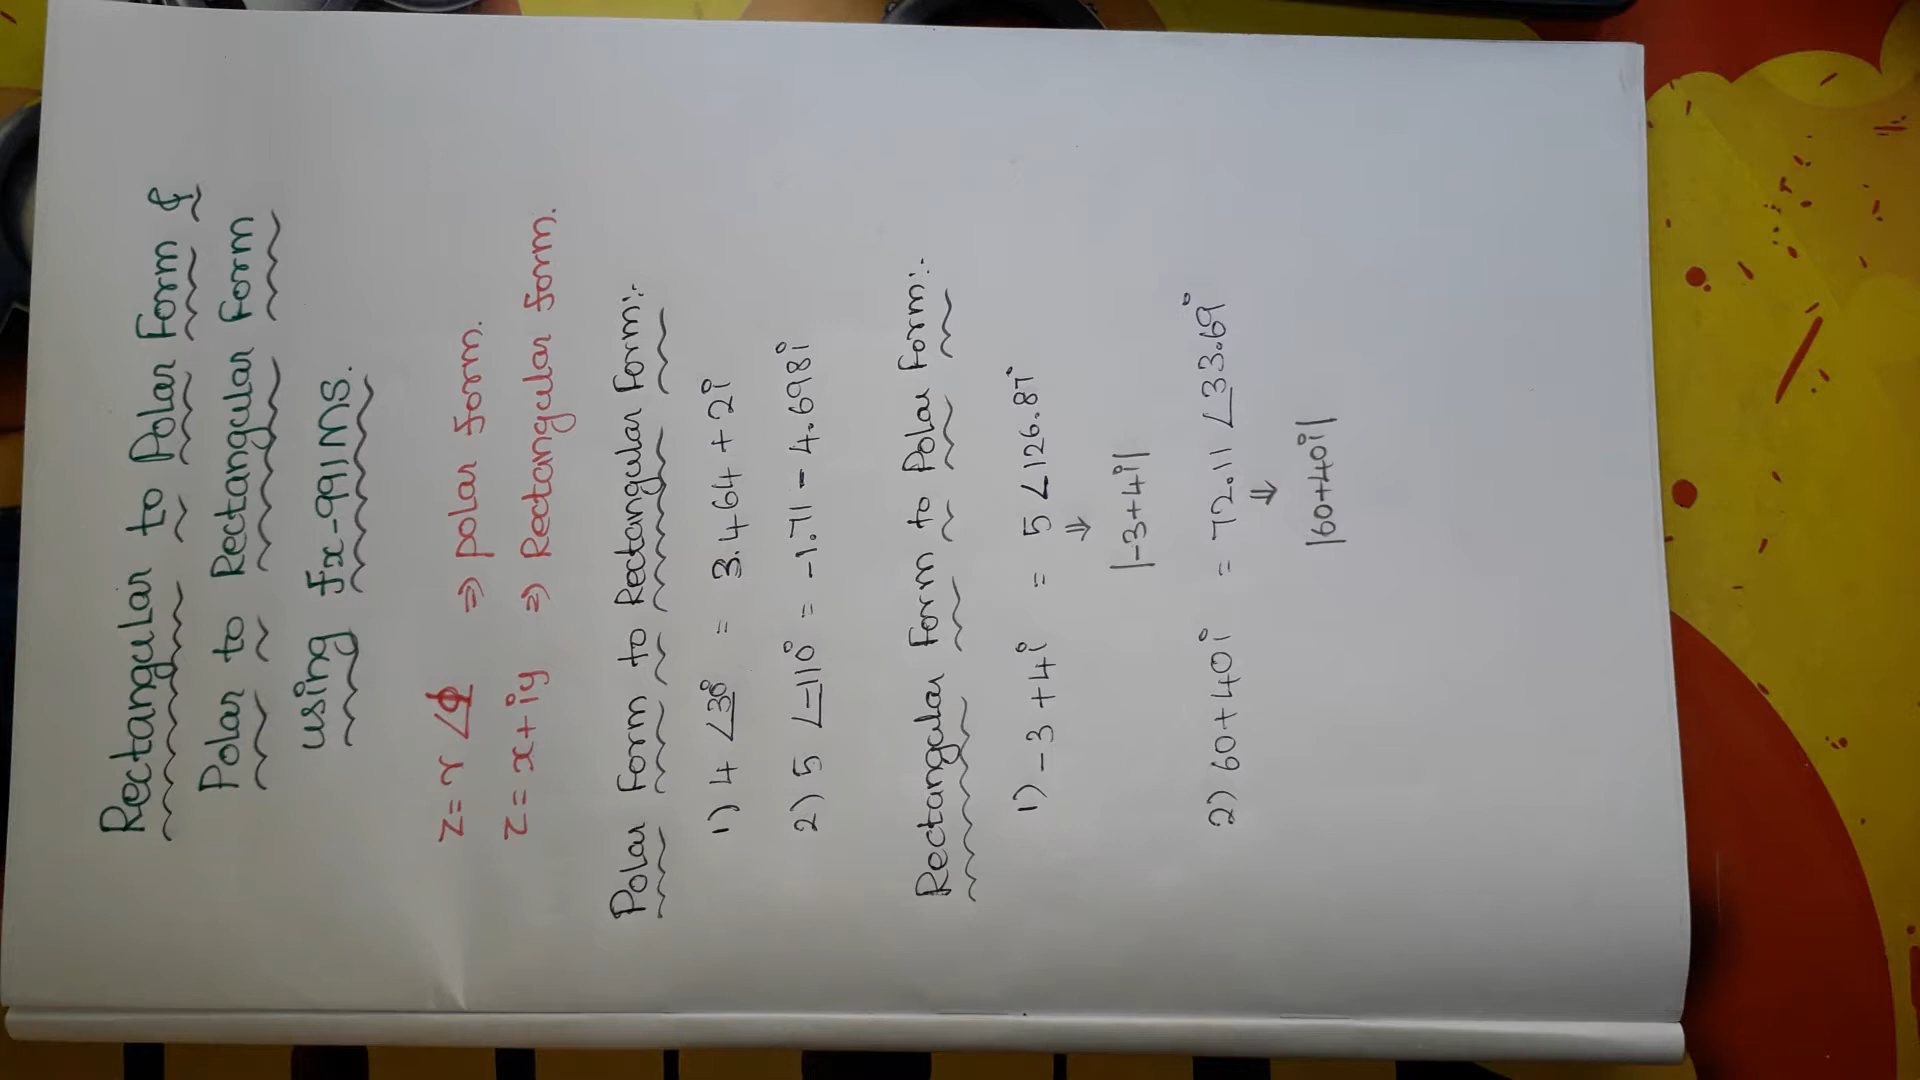 Rectangular to Polar Form &
Polar to Rectangular Form
using fx-991MS.
z = r ∠ϕ ⇒ polar form.
z = x + iy ⇒ Rectangular form.
Polar Form to Rectangular Form:-
1) 4 ∠30° = 3.464 + 2i
2) 5 ∠-110° = -1.71 - 4.698i
Rectangular Form to Polar Form:-
1) -3 + 4i = 5 ∠126.87°
⇓
|-3+4i|
2) 60 + 40i = 72.11 ∠33.69°
⇓
|60+40i|